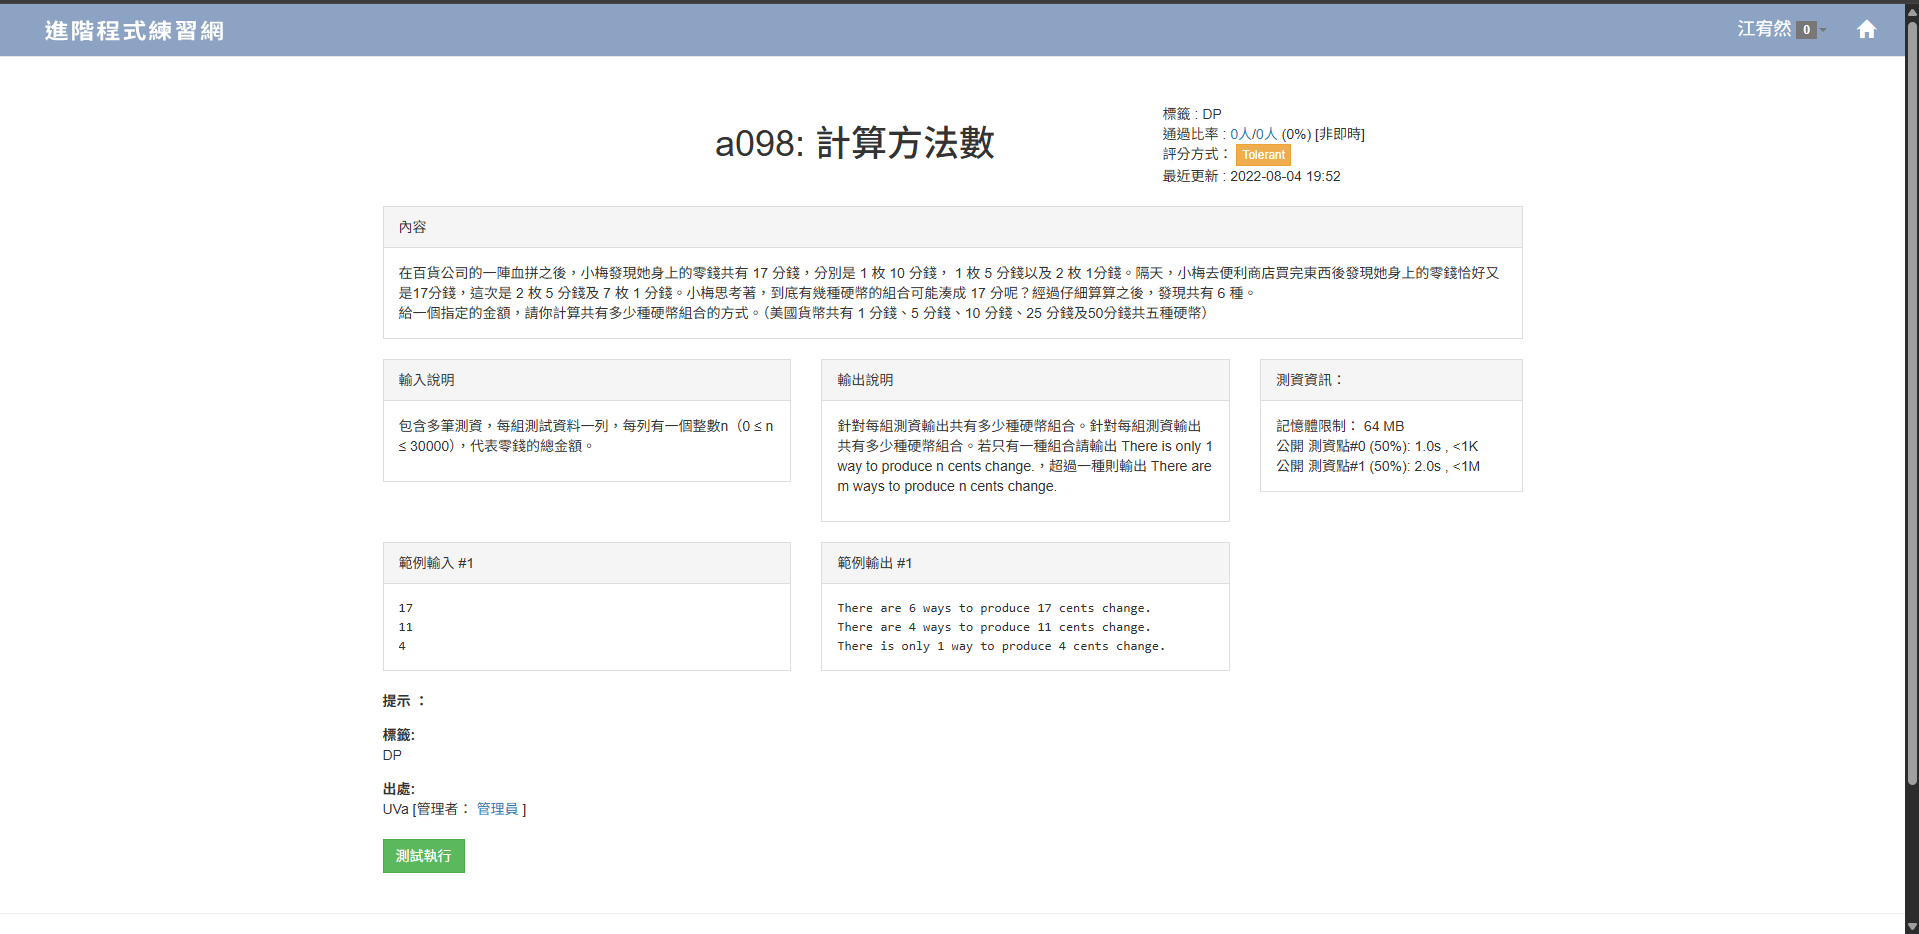 進階程式練習網
江宥然 0
a098: 計算方法數
標籤 : DP
通過比率 : 0人/0人 (0%) [非即時]
評分方式： Tolerant
最近更新 : 2022-08-04 19:52
內容
在百貨公司的一陣血拼之後，小梅發現她身上的零錢共有 17 分錢，分別是 1 枚 10 分錢， 1 枚 5 分錢以及 2 枚 1分錢。隔天，小梅去便利商店買完東西後發現她身上的零錢恰好又
是17分錢，這次是 2 枚 5 分錢及 7 枚 1 分錢。小梅思考著，到底有幾種硬幣的組合可能湊成 17 分呢？經過仔細算算之後，發現共有 6 種。
給一個指定的金額，請你計算共有多少種硬幣組合的方式。（美國貨幣共有 1 分錢、5 分錢、10 分錢、25 分錢及50分錢共五種硬幣）
輸入說明
包含多筆測資，每組測試資料一列，每列有一個整數n（0 ≤ n
≤ 30000），代表零錢的總金額。
輸出說明
針對每組測資輸出共有多少種硬幣組合。針對每組測資輸出
共有多少種硬幣組合。若只有一種組合請輸出 There is only 1
way to produce n cents change.，超過一種則輸出 There are
m ways to produce n cents change.
測資資訊：
記憶體限制： 64 MB
公開 測資點#0 (50%): 1.0s , <1K
公開 測資點#1 (50%): 2.0s , <1M
範例輸入 #1
17
11
4
範例輸出 #1
There are 6 ways to produce 17 cents change.
There are 4 ways to produce 11 cents change.
There is only 1 way to produce 4 cents change.
提示 ：
標籤:
DP
出處:
UVa [管理者： 管理員 ]
測試執行